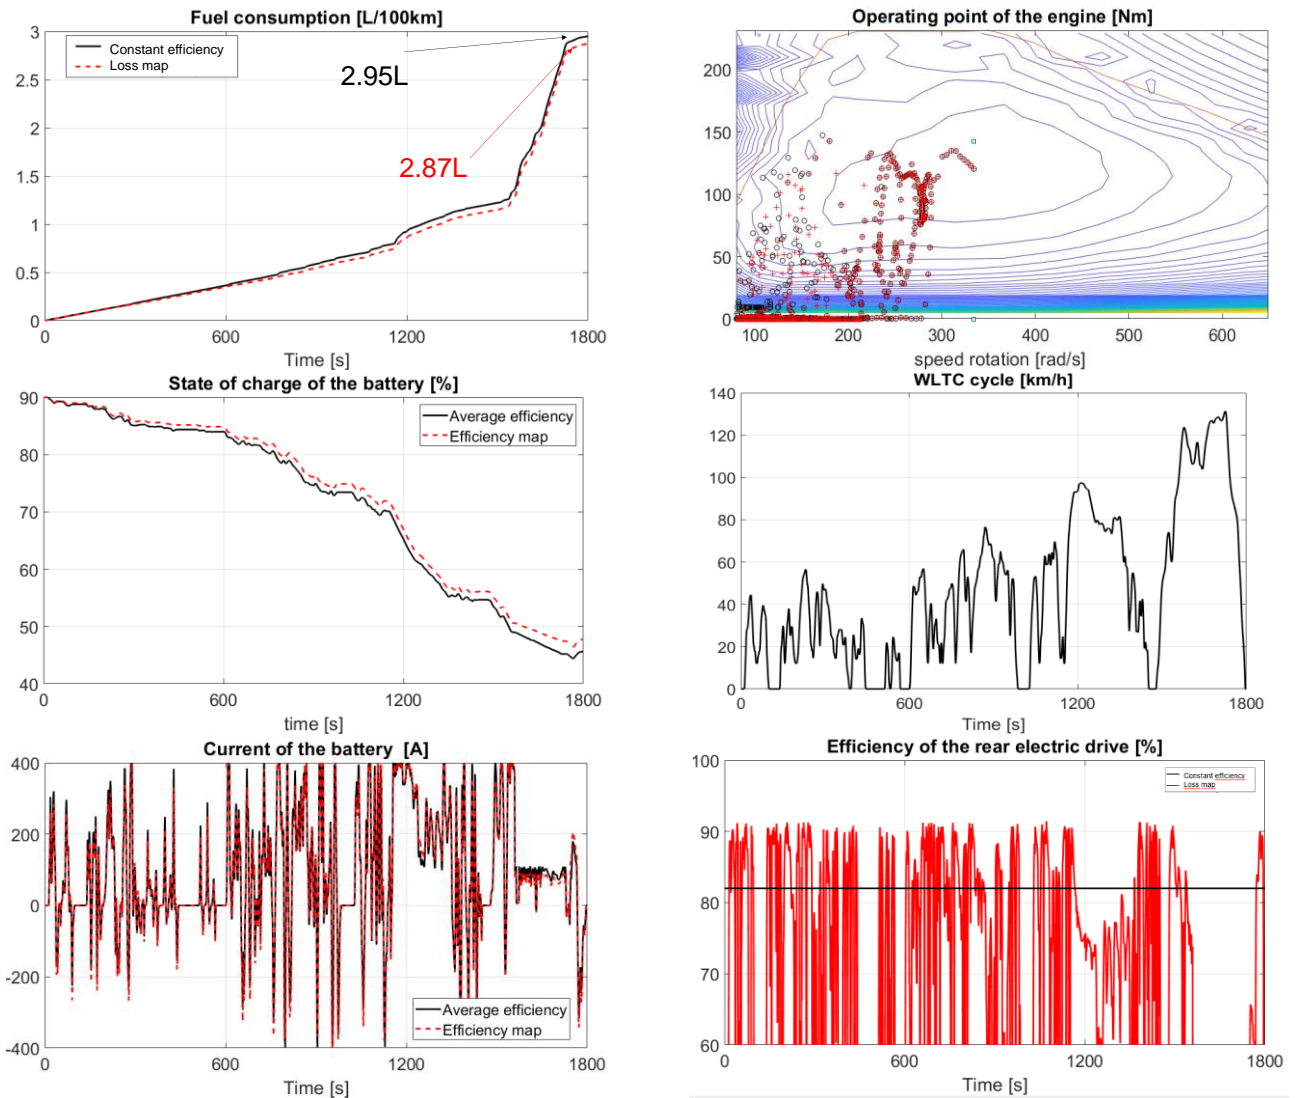 Fuel consumption [L/100km]
3
2.5
2
1.5
1
0.5
0
600
1200
1800
Time [s]
Constant efficiency
Loss map
2.95L
2.87L
Operating point of the engine [Nm]
200
150
100
50
0
100
200
300
400
500
600
speed rotation [rad/s]
State of charge of the battery [%]
90
80
70
60
50
40
0
600
1200
1800
time [s]
Average efficiency
Efficiency map
WLTC cycle [km/h]
140
120
100
80
60
40
20
0
0
600
1200
1800
Time [s]
Current of the battery [A]
400
200
0
-200
-400
0
600
1200
1800
Time [s]
Average efficiency
Efficiency map
Efficiency of the rear electric drive [%]
100
90
80
70
60
0
600
1200
1800
Time [s]
Constant efficiency
Loss map